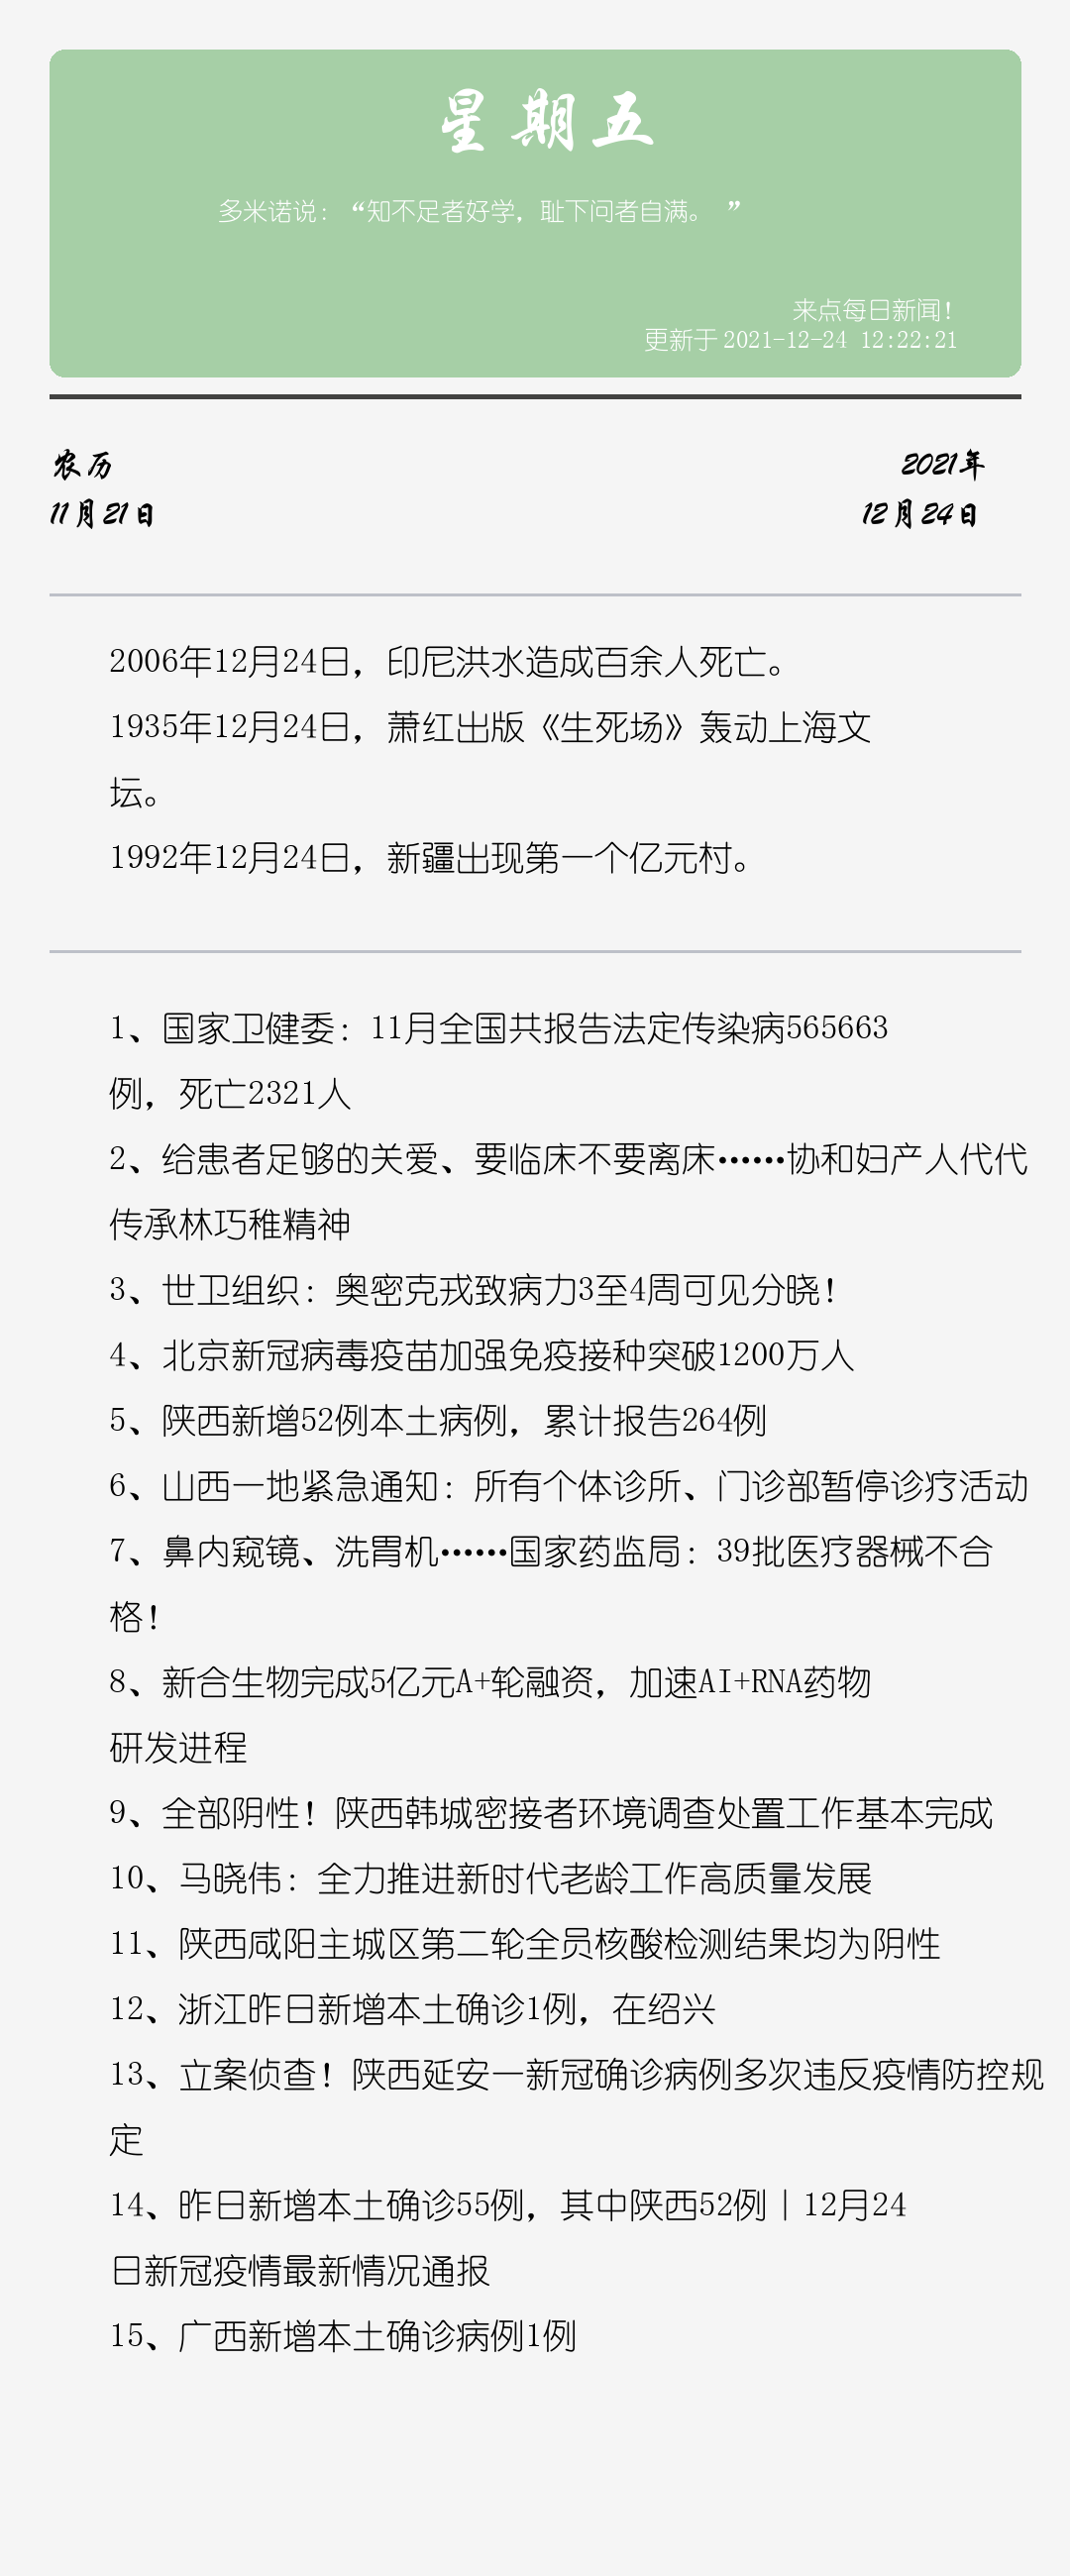 星期五
多米诺说：“知不足者好学，耻下问者自满。 ”
来点每日新闻！
更新于 2021-12-24 12:22:21
农历
2021年
11月21日
12月24日
2006年12月24日，印尼洪水造成百余人死亡。
1935年12月24日，萧红出版《生死场》轰动上海文
坛。
1992年12月24日，新疆出现第一个亿元村。
1、国家卫健委：11月全国共报告法定传染病565663
例，死亡2321人
2、给患者足够的关爱、要临床不要离床……协和妇产人代代
传承林巧稚精神
3、世卫组织：奥密克戎致病力3至4周可见分晓！
4、北京新冠病毒疫苗加强免疫接种突破1200万人
5、陕西新增52例本土病例，累计报告264例
6、山西一地紧急通知：所有个体诊所、门诊部暂停诊疗活动
7、鼻内窥镜、洗胃机……国家药监局：39批医疗器械不合
格！
8、新合生物完成5亿元A+轮融资，加速AI+RNA药物
研发进程
9、全部阴性！陕西韩城密接者环境调查处置工作基本完成
10、马晓伟：全力推进新时代老龄工作高质量发展
11、陕西咸阳主城区第二轮全员核酸检测结果均为阴性
12、浙江昨日新增本土确诊1例，在绍兴
13、立案侦查！陕西延安一新冠确诊病例多次违反疫情防控规
定
14、昨日新增本土确诊55例，其中陕西52例｜12月24
日新冠疫情最新情况通报
15、广西新增本土确诊病例1例